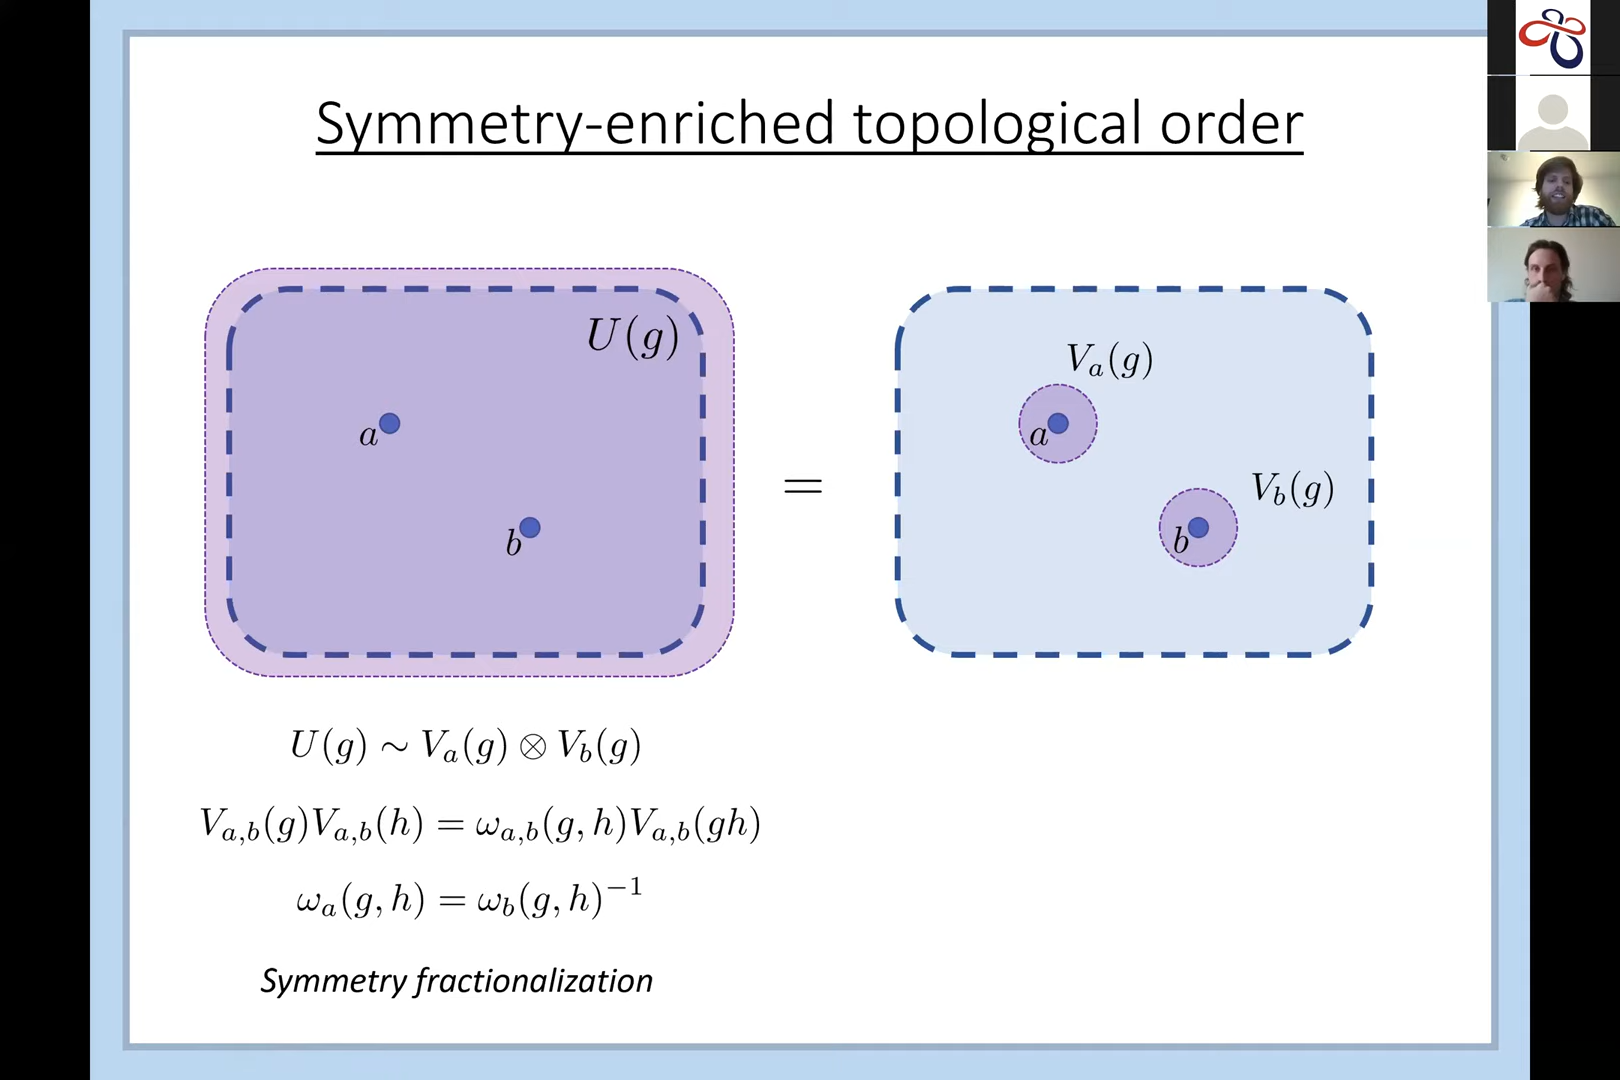 Symmetry-enriched topological order
U(g)
a
b
=
V_a(g)
a
V_b(g)
b
U(g) ∼ V_a(g) ⊗ V_b(g)
V_{a,b}(g)V_{a,b}(h) = ω_{a,b}(g, h)V_{a,b}(gh)
ω_a(g, h) = ω_b(g, h)^{−1}
Symmetry fractionalization